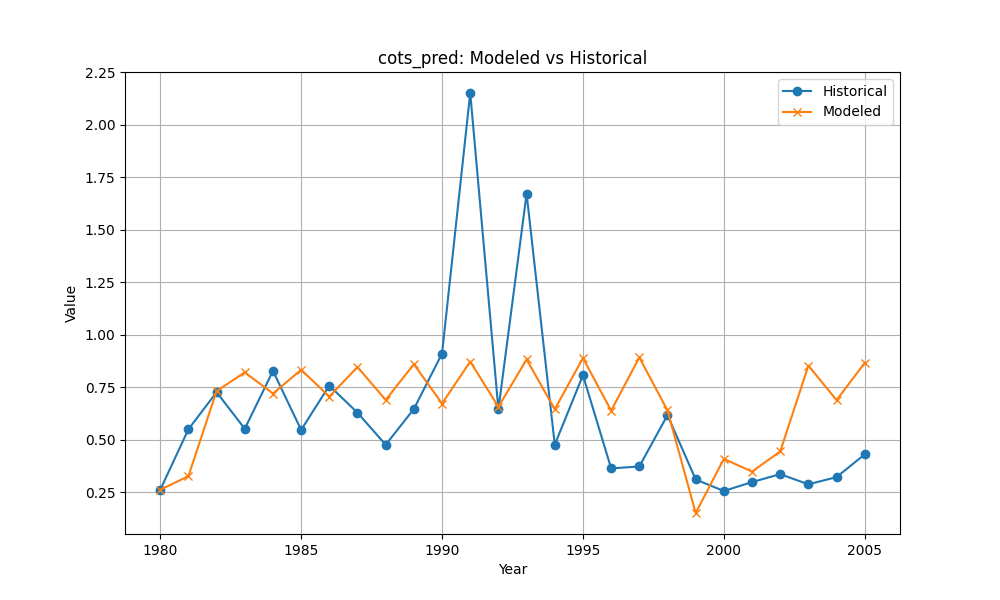 cots_pred: Modeled vs Historical
Historical
Modeled
Value
2.25
2.00
1.75
1.50
1.25
1.00
0.75
0.50
0.25
1980 1985 1990 1995 2000 2005
Year